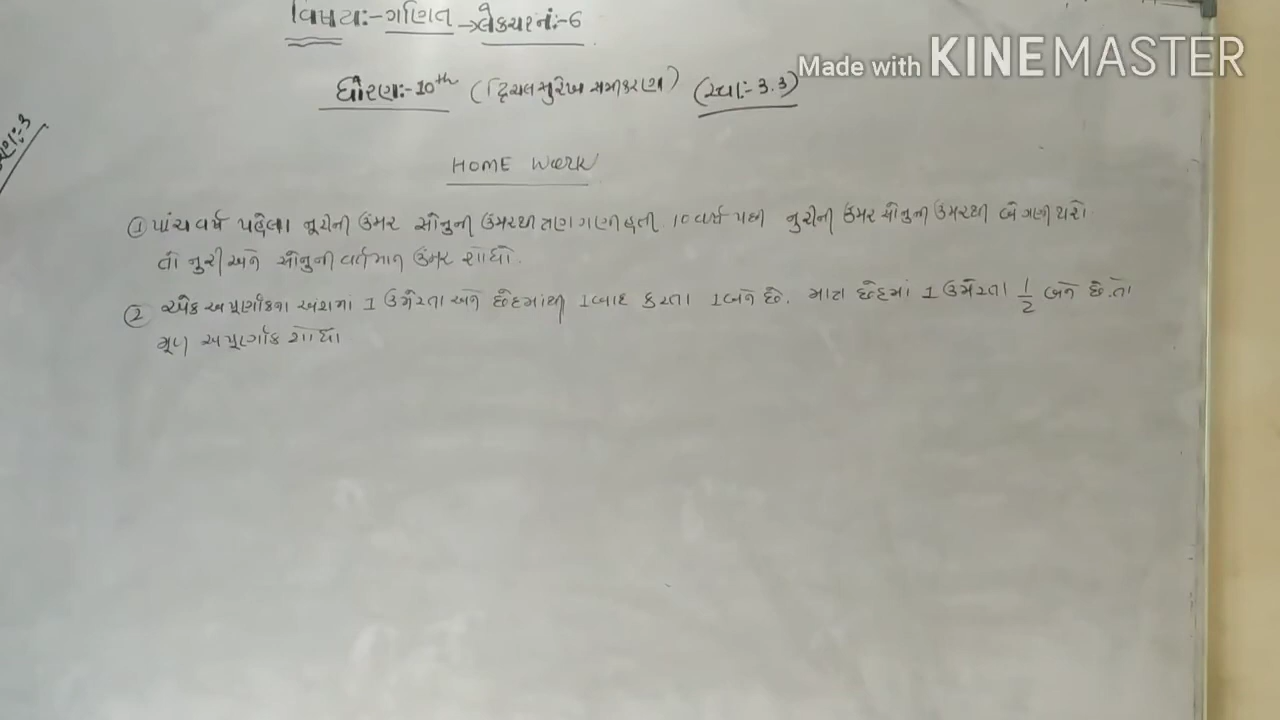 વિષય:- ગણિત → લેકચર નં:- 6
Made with KINEMASTER
ધોરણ:- 10th (દ્વિચલ સુરેખ સમીકરણ) (સ્વા:- 3.3)
HOME WORK
① પાંચ વર્ષ પહેલા નૂરીની ઉંમર સોનુની ઉંમરથી ત્રણ ગણી હતી. 10 વર્ષ પછી નુરીની ઉંમર સોનુની ઉંમરથી બે ગણી થશે.
તો નુરી અને સોનુની વર્તમાન ઉંમર શોધો.
② એક અપૂર્ણાંકના અંશમાં 1 ઉમેરતા અને છેદમાંથી 1 બાદ કરતા 1 બને છે. માત્ર છેદમાં 1 ઉમેરતા 1/2 બને છે. તો
મૂળ અપૂર્ણાંક શોધો